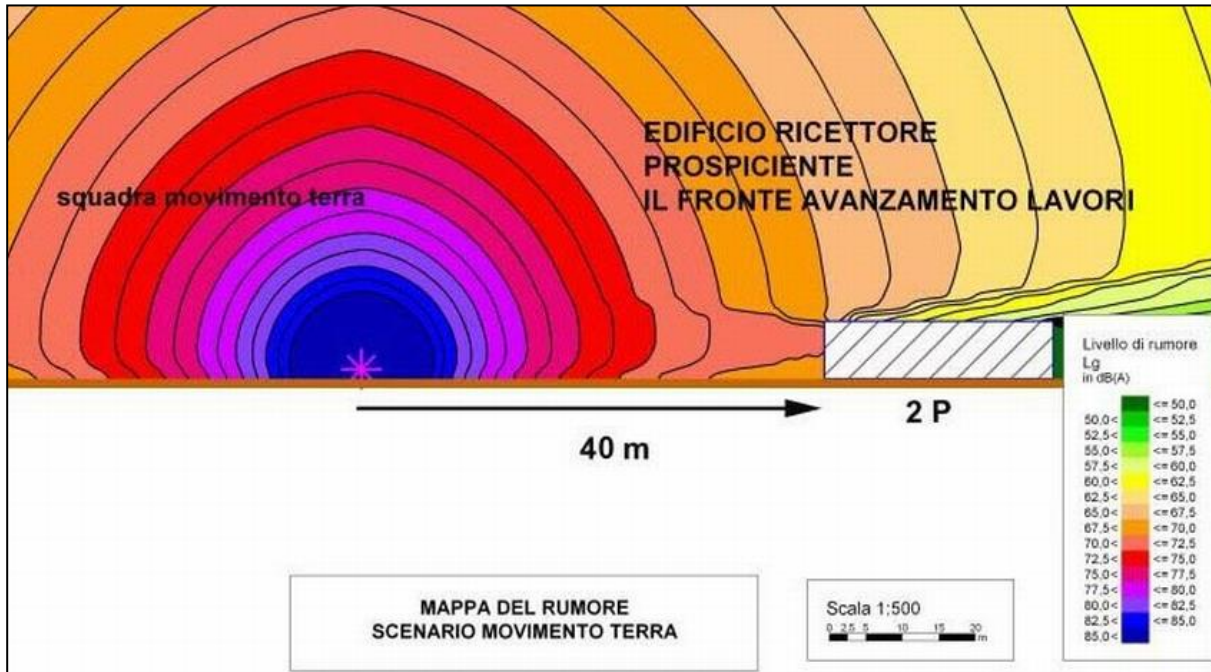 EDIFICIO RICETTORE
PROSPICIENTE
IL FRONTE AVANZAMENTO LAVORI
squadra movimento terra
2 P
40 m
Livello di rumore
Lg
in dB(A)
<= 50,0
50,0< <= 52,5
52,5< <= 55,0
55,0< <= 57,5
57,5< <= 60,0
60,0< <= 62,5
62,5< <= 65,0
65,0< <= 67,5
67,5< <= 70,0
70,0< <= 72,5
72,5< <= 75,0
75,0< <= 77,5
77,5< <= 80,0
80,0< <= 82,5
82,5< <= 85,0
85,0<
MAPPA DEL RUMORE
SCENARIO MOVIMENTO TERRA
Scala 1:500
0 2,5 5 10 15 20
m